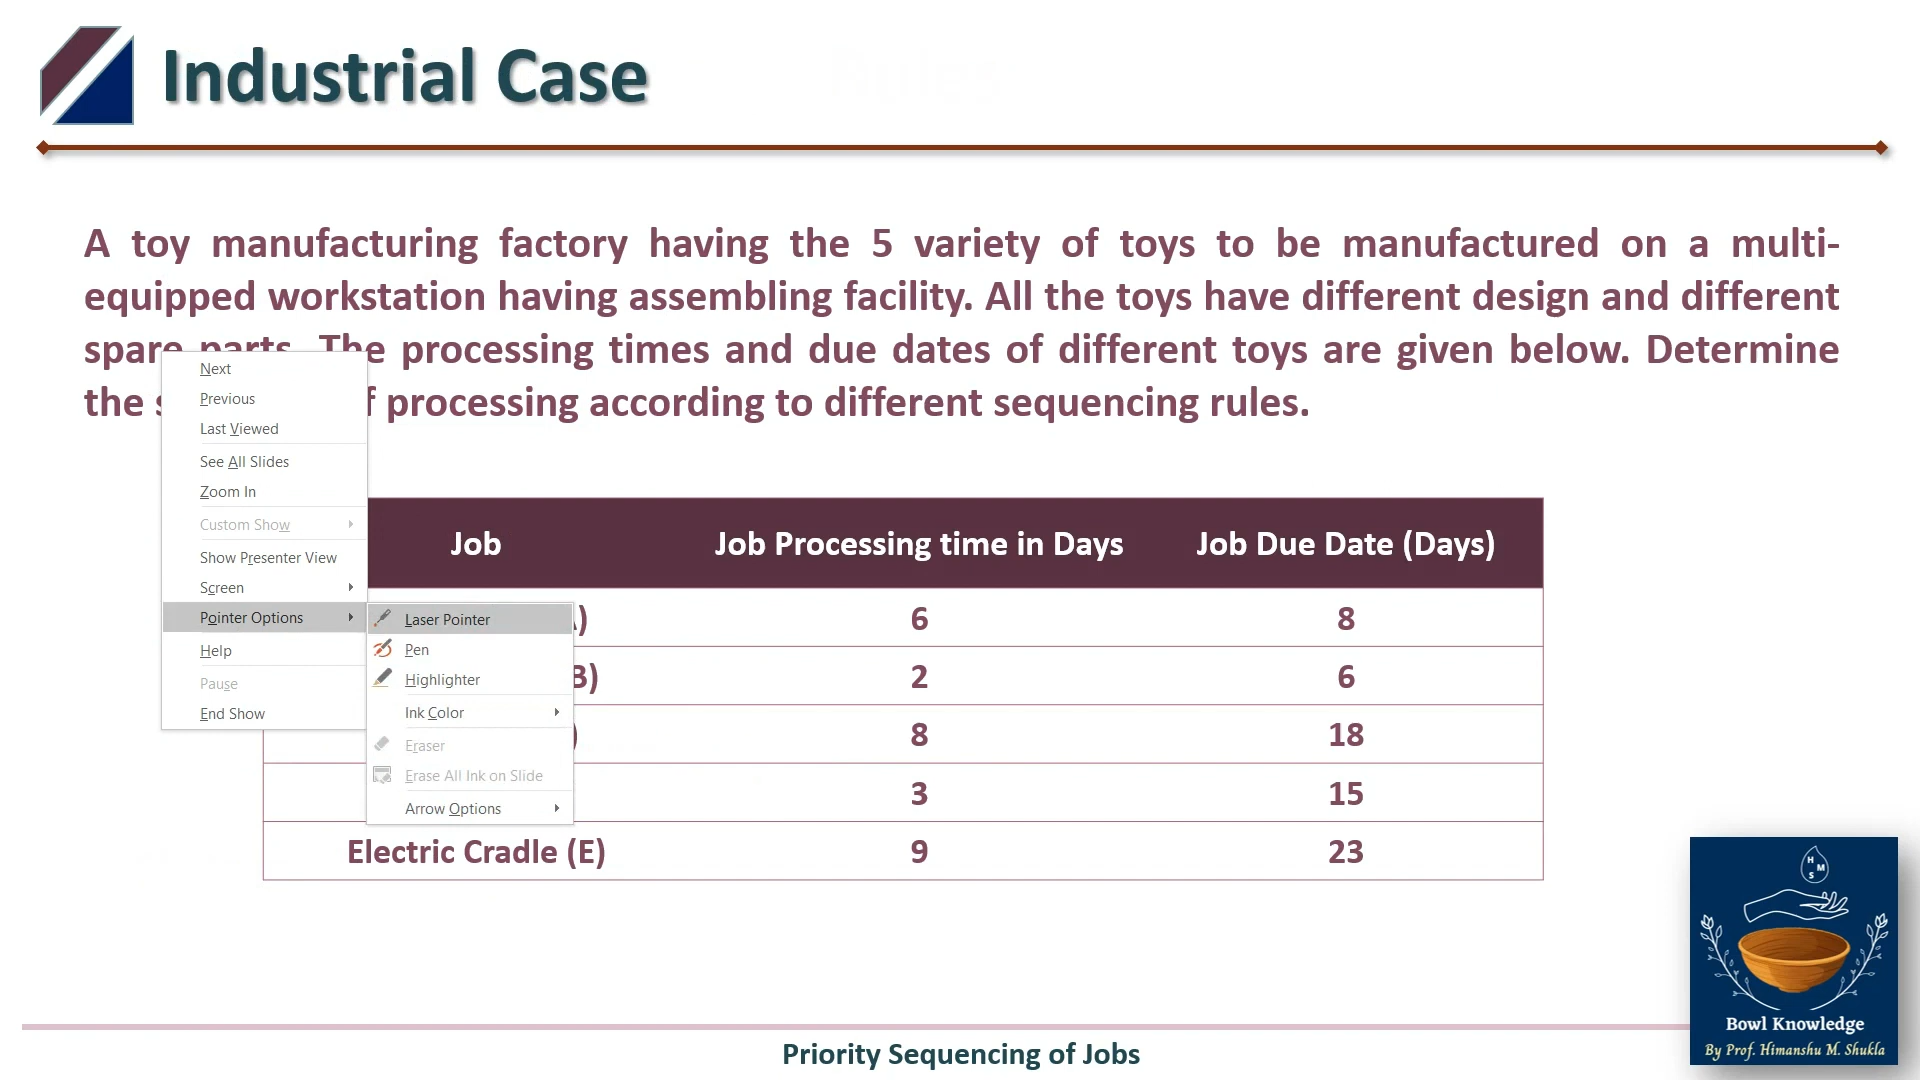 Industrial Case
A toy manufacturing factory having the 5 variety of toys to be manufactured on a multi-
equipped workstation having assembling facility. All the toys have different design and different
spare parts. The processing times and due dates of different toys are given below. Determine
the processing according to different sequencing rules.
Next
Previous
Last Viewed
See All Slides
Zoom In
Custom Show
Show Presenter View
Screen
Pointer Options
Help
Pause
End Show
Laser Pointer
Pen
Highlighter
Ink Color
Eraser
Erase All Ink on Slide
Arrow Options
Job Job Processing time in Days Job Due Date (Days)
6 8
B) 2 6
) 8 18
3 15
Electric Cradle (E) 9 23
H
M
S
Bowl Knowledge
By Prof. Himanshu M. Shukla
Priority Sequencing of Jobs